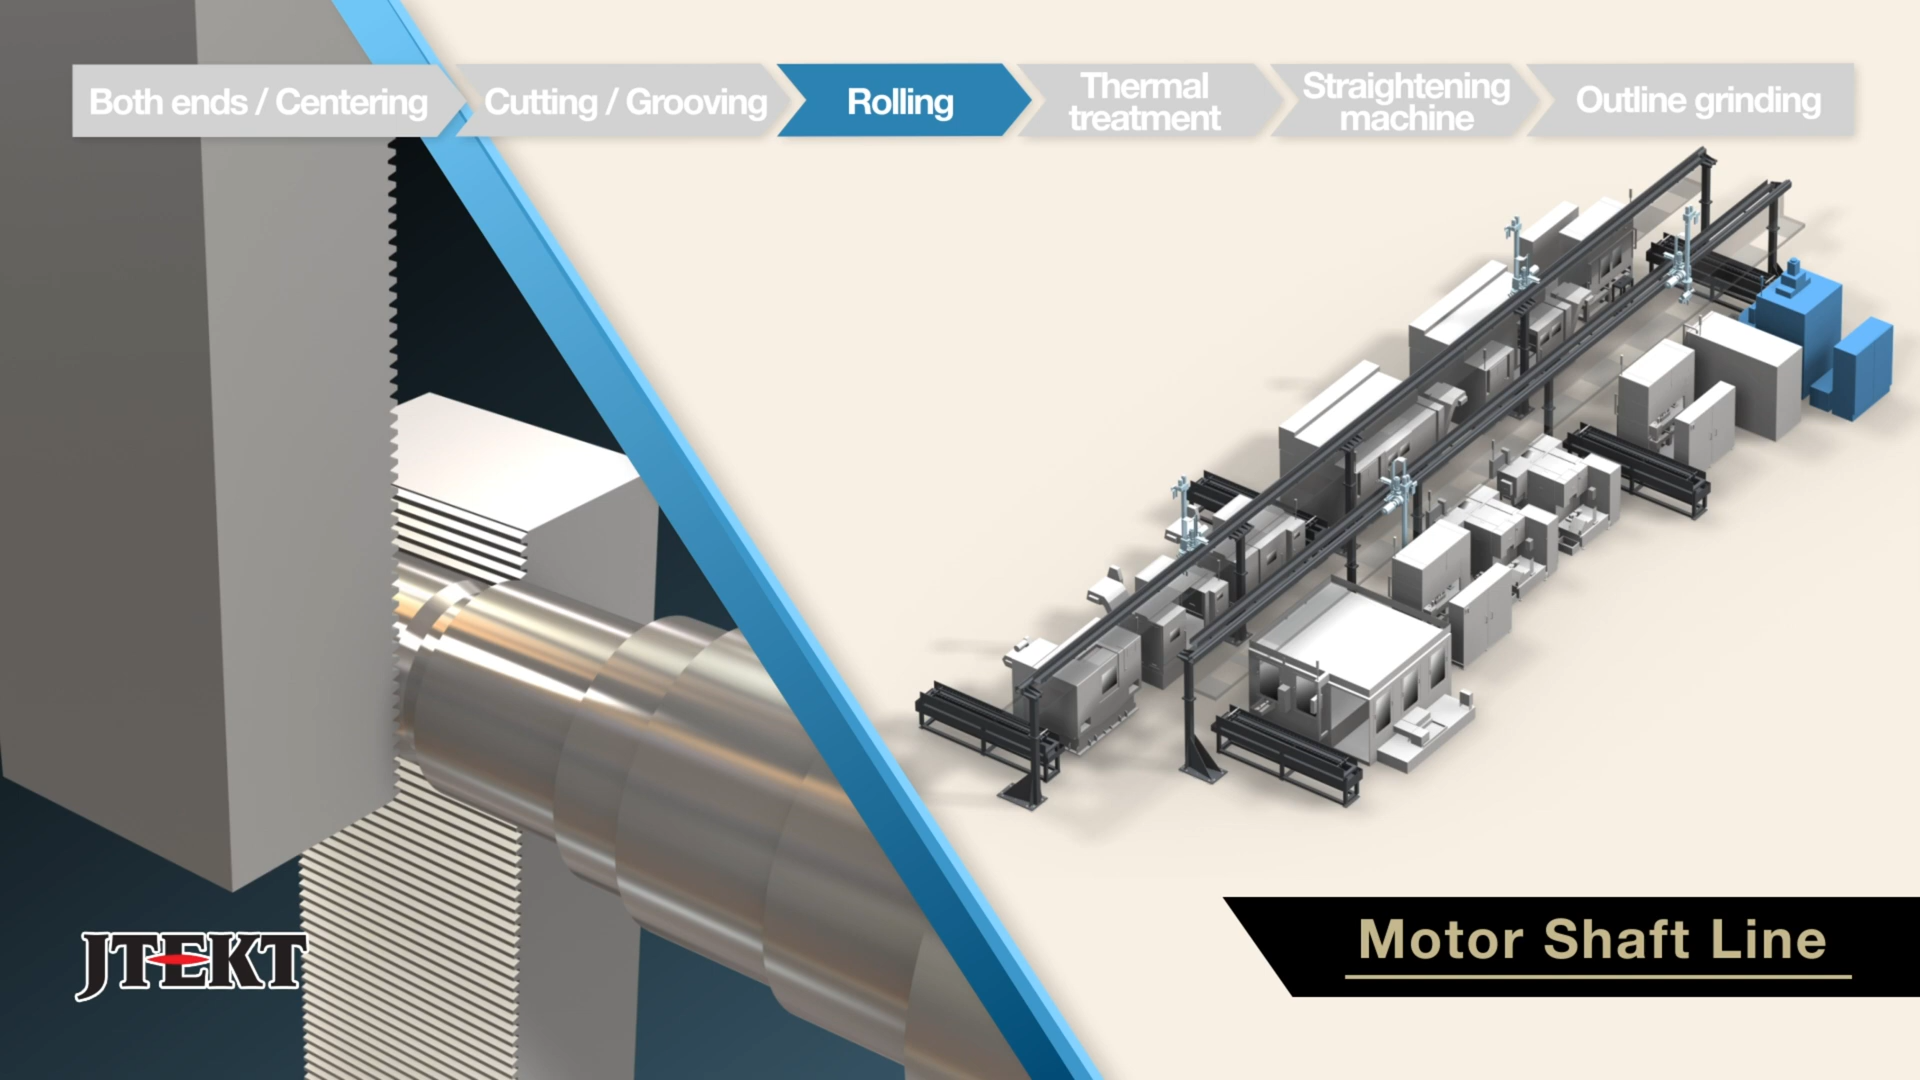 Both ends / Centering
Cutting / Grooving
Rolling
Thermal
treatment
Straightening
machine
Outline grinding
JTEKT
Motor Shaft Line